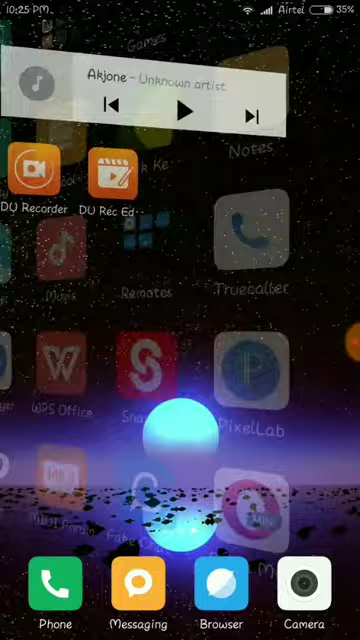 10:25 PM
Airtel
35%
Games
Akjone - Unknown artist
Notes
DU Recorder
DU Rec Ed
Music
Remates
Truecaller
WPS Office
PixelLab
Phone
Messaging
Browser
Camera